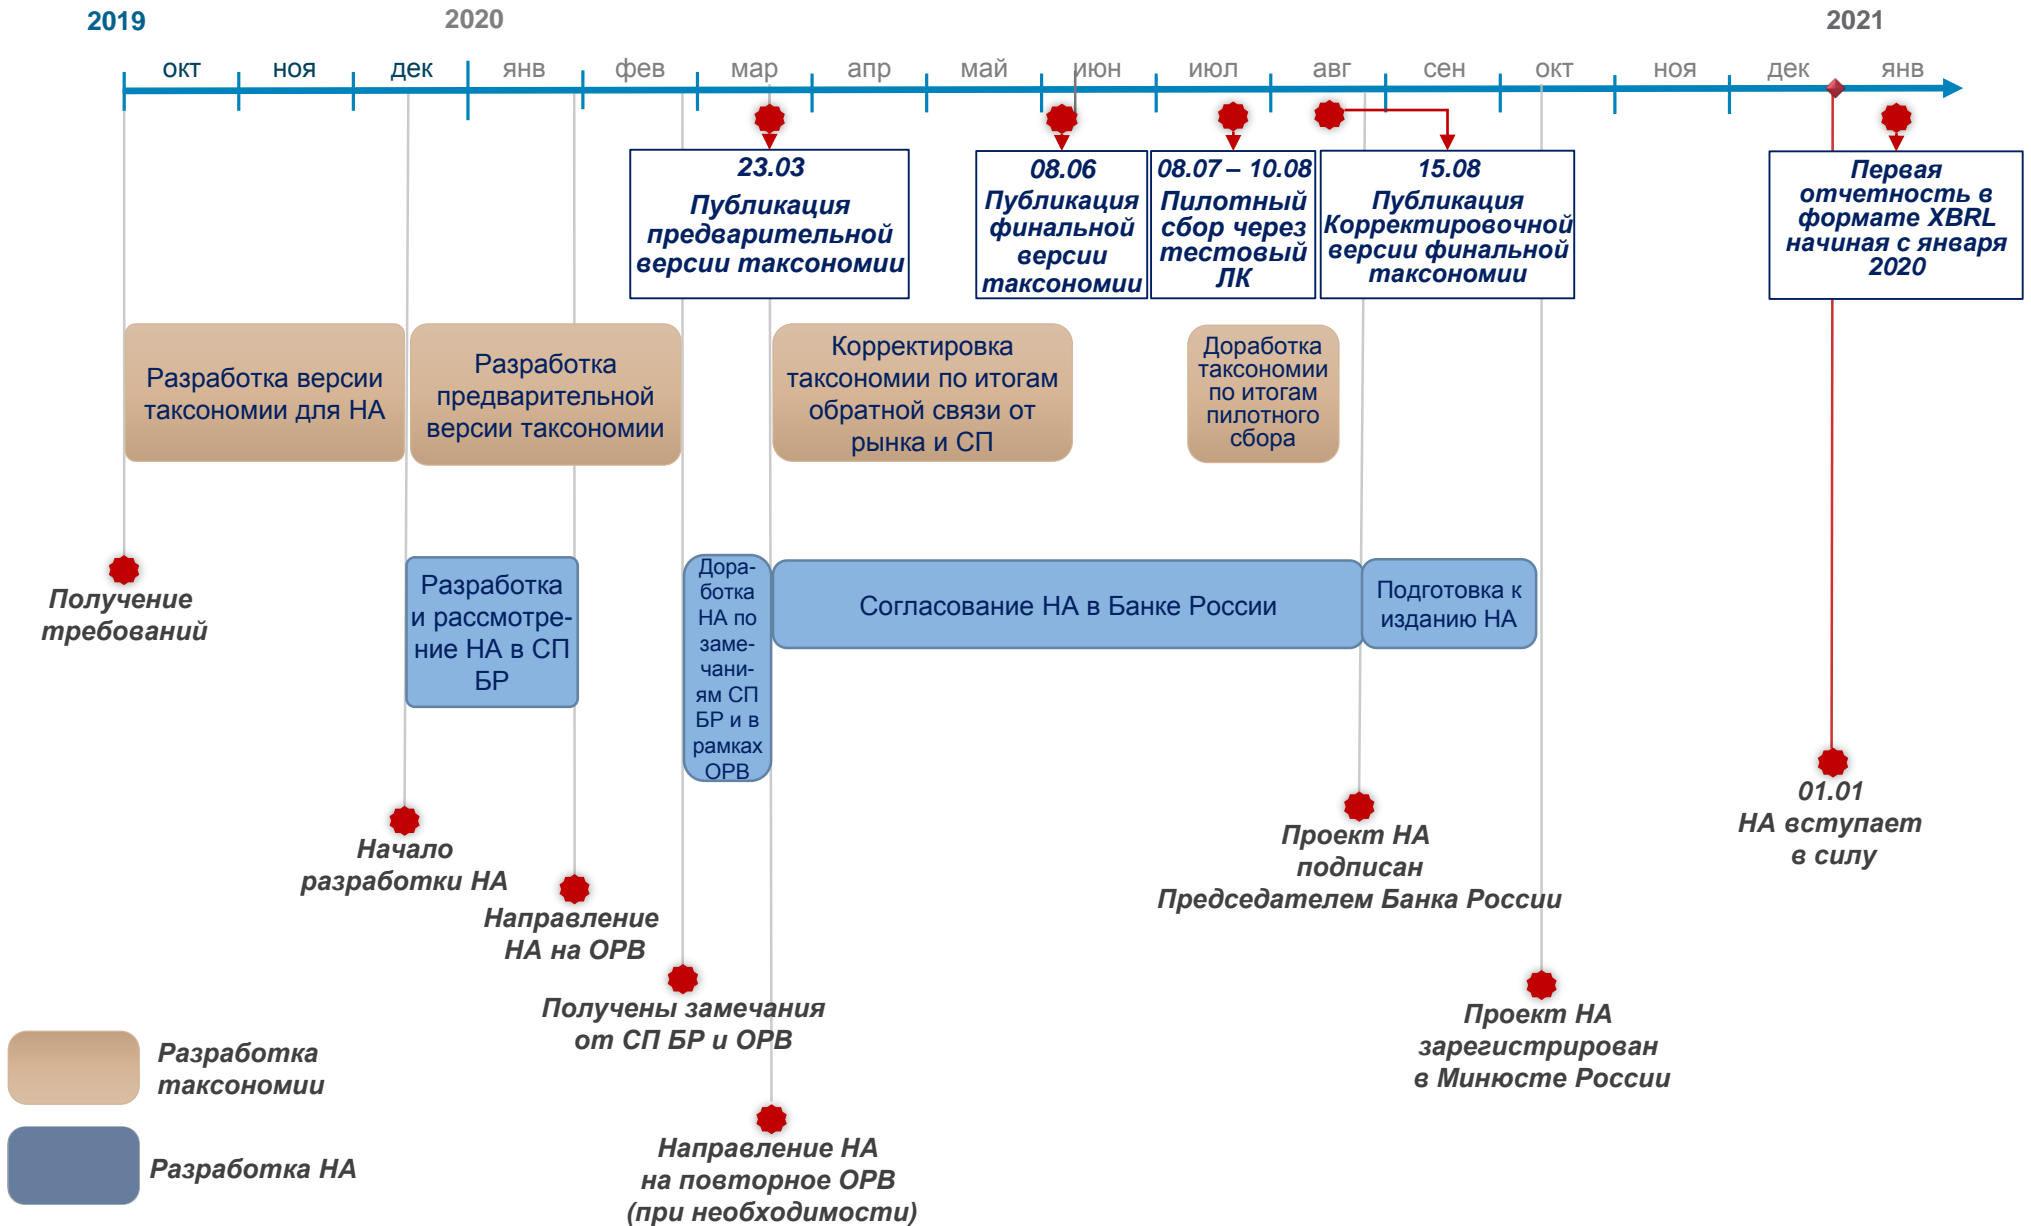 2019
2020
2021
окт
ноя
дек
янв
фев
мар
апр
май
июн
июл
авг
сен
окт
ноя
дек
янв
23.03
Публикация
предварительной
версии таксономии
08.06
Публикация
финальной
версии
таксономии
08.07 – 10.08
Пилотный
сбор через
тестовый
ЛК
15.08
Публикация
Корректировочной
версии финальной
таксономии
Первая
отчетность в
формате XBRL
начиная с января
2020
Разработка версии
таксономии для НА
Разработка
предварительной
версии таксономии
Корректировка
таксономии по итогам
обратной связи от
рынка и СП
Доработка
таксономии
по итогам
пилотного
сбора
Получение
требований
Разработка
и рассмотре-
ние НА в СП
БР
Дора-
ботка
НА по
заме-
чани-
ям СП
БР и в
рамках
ОРВ
Согласование НА в Банке России
Подготовка к
изданию НА
Начало
разработки НА
Направление
НА на ОРВ
Получены замечания
от СП БР и ОРВ
Направление НА
на повторное ОРВ
(при необходимости)
Проект НА
подписан
Председателем Банка России
Проект НА
зарегистрирован
в Минюсте России
01.01
НА вступает
в силу
Разработка
таксономии
Разработка НА